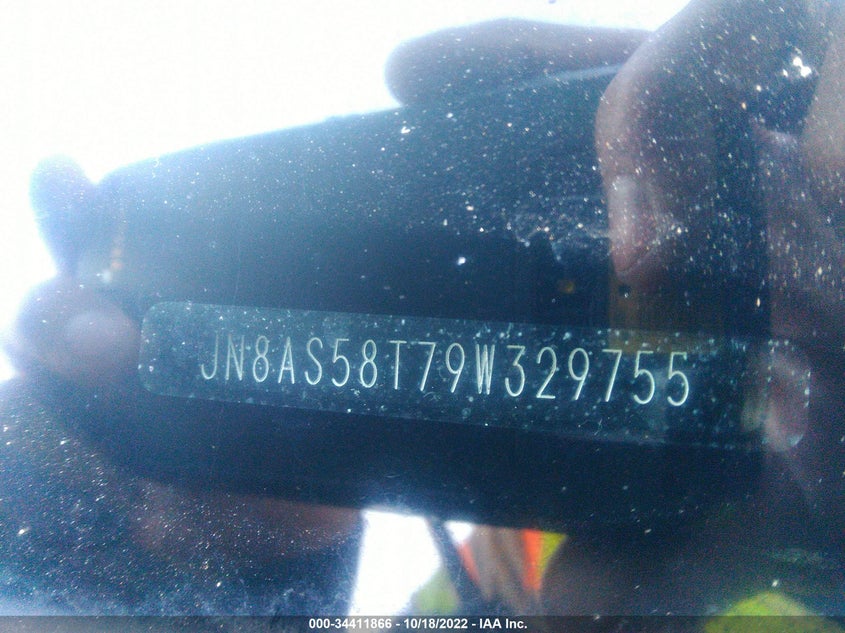 JN8AS58T79W329755
000-34411866 - 10/18/2022 - IAA Inc.